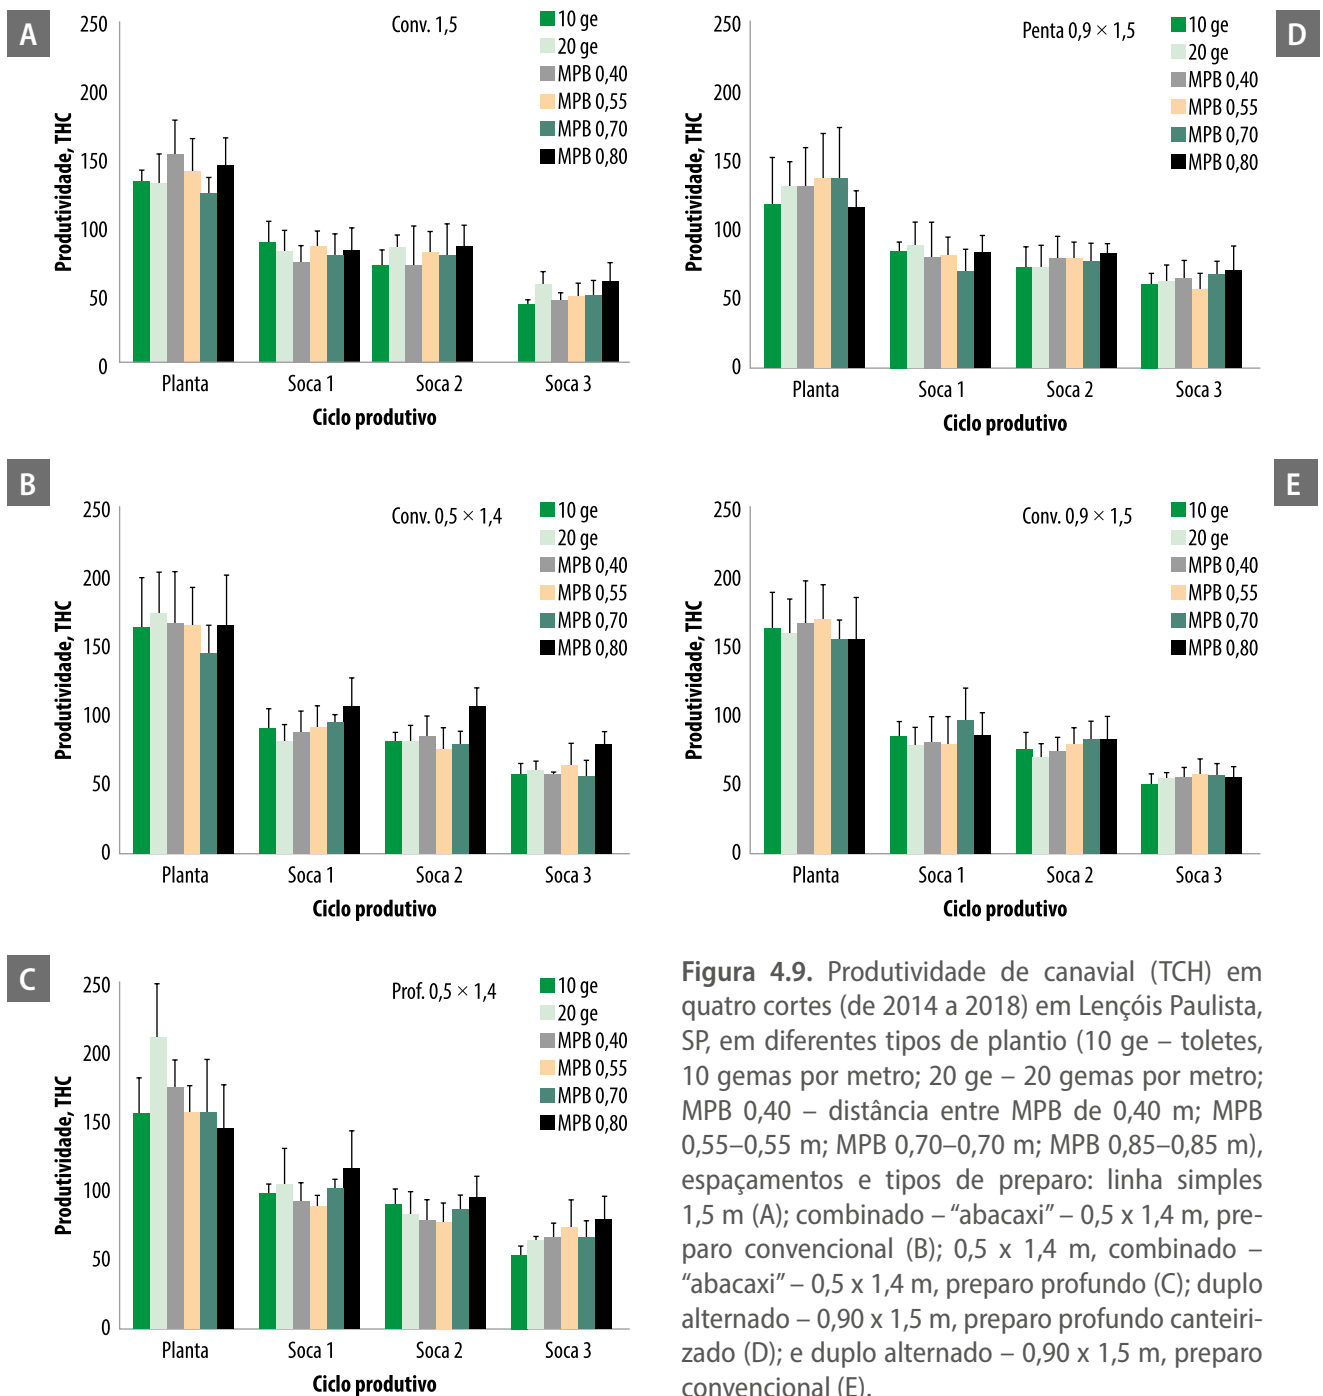 A
Conv. 1,5
10 ge
20 ge
MPB 0,40
MPB 0,55
MPB 0,70
MPB 0,80
Produtividade, THC
250
200
150
100
50
0
Planta Soca 1 Soca 2 Soca 3
Ciclo produtivo
D
Penta 0,9 × 1,5
10 ge
20 ge
MPB 0,40
MPB 0,55
MPB 0,70
MPB 0,80
Produtividade, THC
250
200
150
100
50
0
Planta Soca 1 Soca 2 Soca 3
Ciclo produtivo
B
Conv. 0,5 × 1,4
10 ge
20 ge
MPB 0,40
MPB 0,55
MPB 0,70
MPB 0,80
Produtividade, THC
250
200
150
100
50
0
Planta Soca 1 Soca 2 Soca 3
Ciclo produtivo
E
Conv. 0,9 × 1,5
10 ge
20 ge
MPB 0,40
MPB 0,55
MPB 0,70
MPB 0,80
Produtividade, THC
250
200
150
100
50
0
Planta Soca 1 Soca 2 Soca 3
Ciclo produtivo
C
Prof. 0,5 × 1,4
10 ge
20 ge
MPB 0,40
MPB 0,55
MPB 0,70
MPB 0,80
Produtividade, THC
250
200
150
100
50
0
Planta Soca 1 Soca 2 Soca 3
Ciclo produtivo
Figura 4.9. Produtividade de canavial (TCH) em
quatro cortes (de 2014 a 2018) em Lençóis Paulista,
SP, em diferentes tipos de plantio (10 ge – toletes,
10 gemas por metro; 20 ge – 20 gemas por metro;
MPB 0,40 – distância entre MPB de 0,40 m; MPB
0,55–0,55 m; MPB 0,70–0,70 m; MPB 0,85–0,85 m),
espaçamentos e tipos de preparo: linha simples
1,5 m (A); combinado – “abacaxi” – 0,5 x 1,4 m, pre-
paro convencional (B); 0,5 x 1,4 m, combinado –
“abacaxi” – 0,5 x 1,4 m, preparo profundo (C); duplo
alternado – 0,90 x 1,5 m, preparo profundo canteiri-
zado (D); e duplo alternado – 0,90 x 1,5 m, preparo
convencional (E).